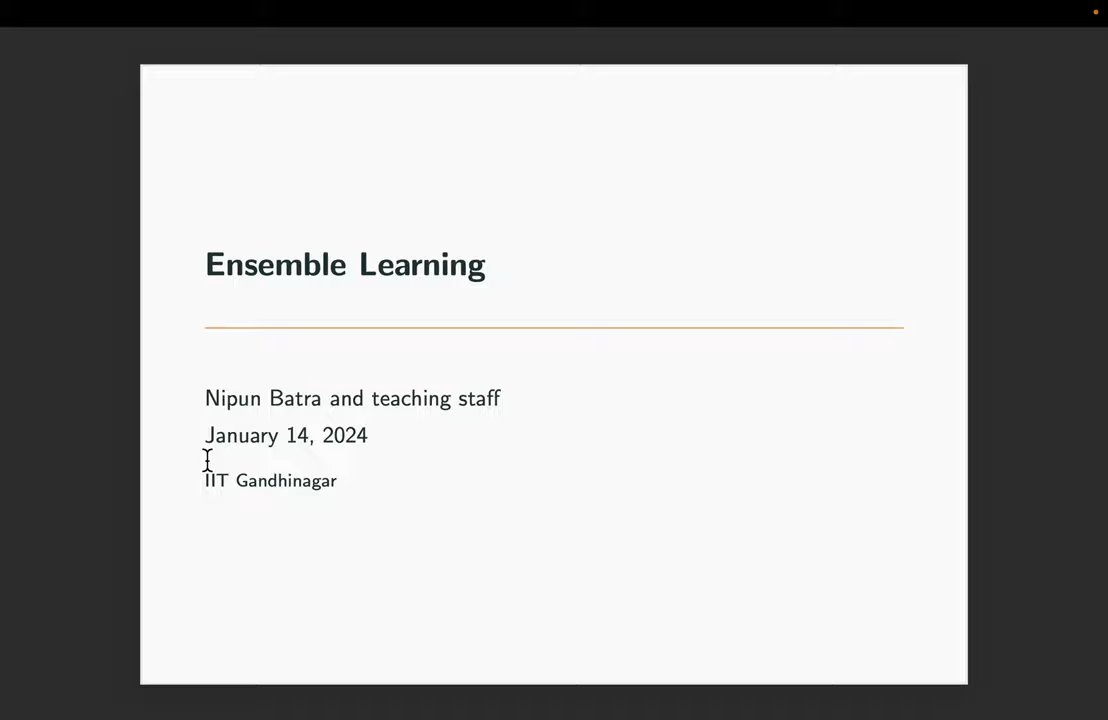 Ensemble Learning
Nipun Batra and teaching staff
January 14, 2024
IIT Gandhinagar